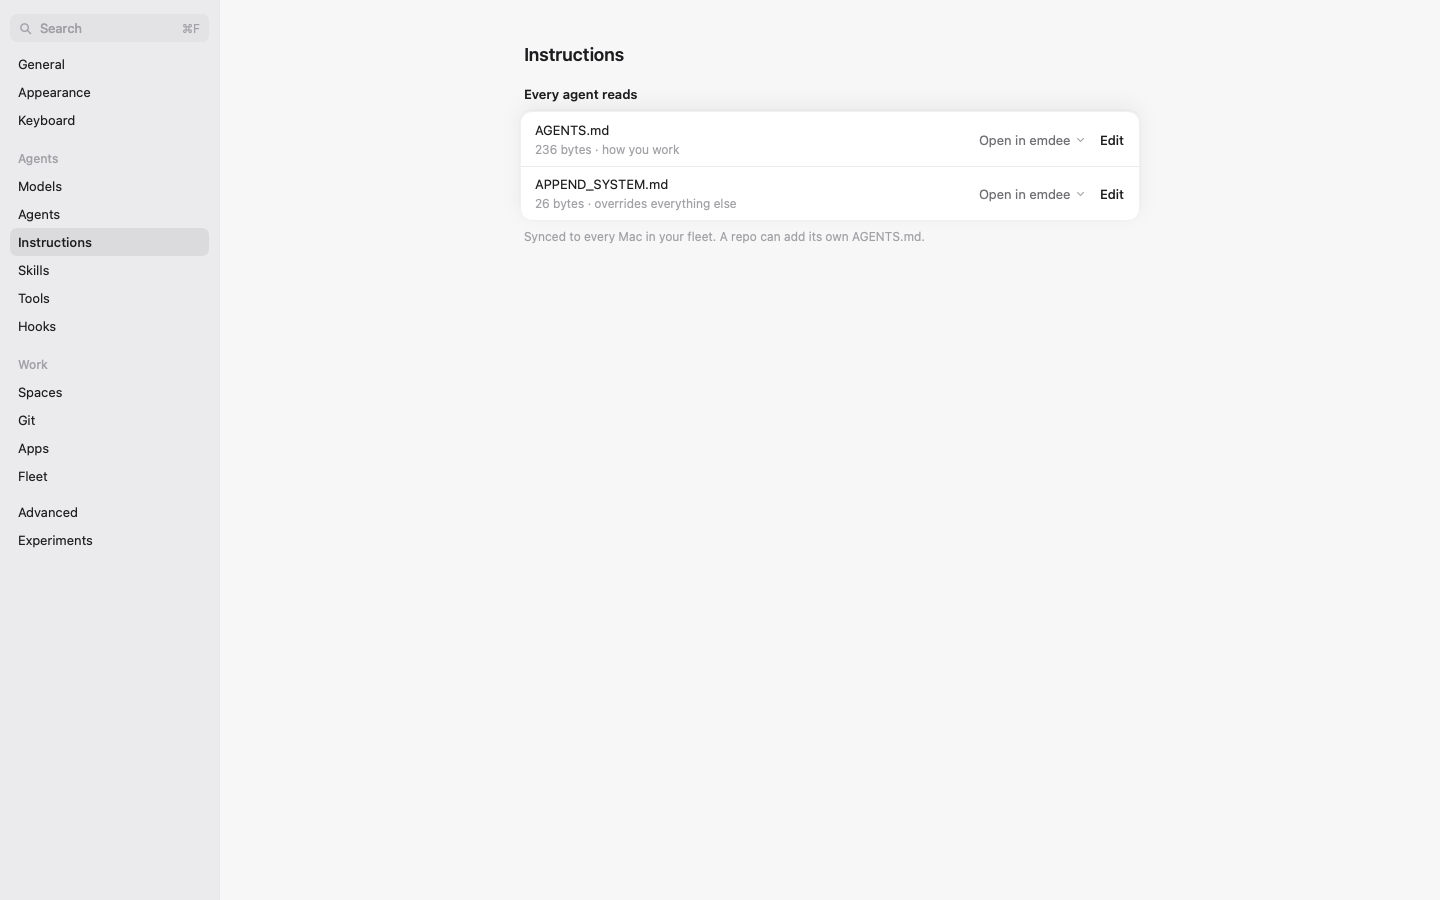 Search ⌘F
General
Appearance
Keyboard
Agents
Models
Agents
Instructions
Skills
Tools
Hooks
Work
Spaces
Git
Apps
Fleet
Advanced
Experiments
Instructions
Every agent reads
AGENTS.md
236 bytes · how you work
Open in emdee Edit
APPEND_SYSTEM.md
26 bytes · overrides everything else
Open in emdee Edit
Synced to every Mac in your fleet. A repo can add its own AGENTS.md.